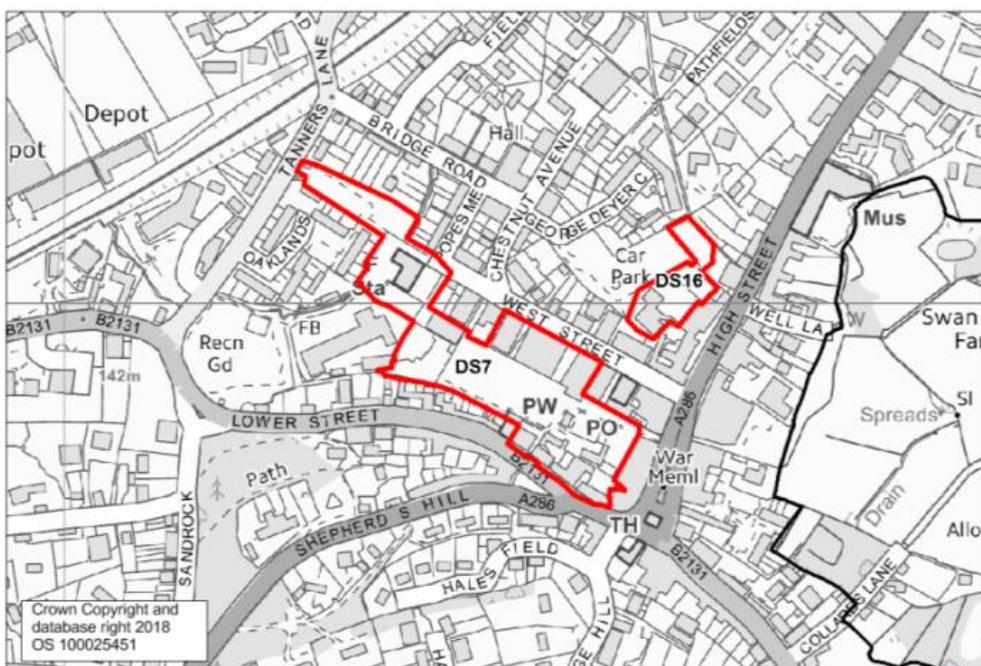 Depot
pot
TANNERS
LANE
BRIDGE ROAD
FIELD
PATHFIELDS
Hall
CHESTNUT
AVENUE
GEORGE DEYER C
OAKLANDS
Car
Park
DS16
HIGH STREET
Mus
WELL LA
Swan
Far
Sta
WEST STREET
B2131
B2131
FB
Recn
Gd
142m
DS7
PW
PO
A286
Spreads
SI
LOWER STREET
B2131
War
Meml
Path
SHEPHERD'S HILL
A286
TH
Drain
Allo
SANDROCK
HALES
FIELD
HILL
B2131
COLLARDS LANE
Crown Copyright and
database right 2018
OS 100025451